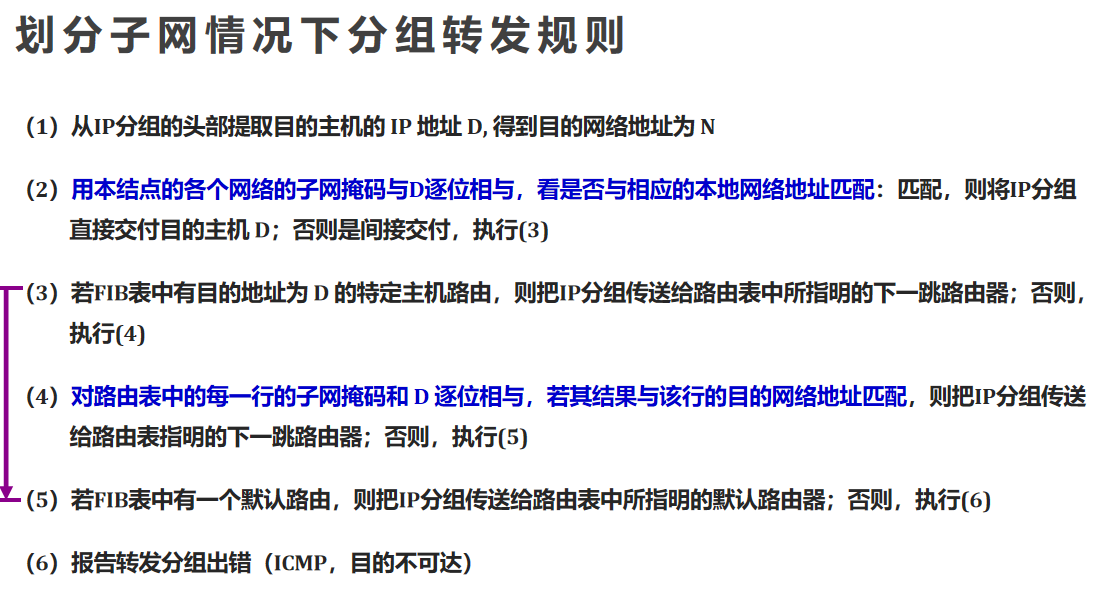 划分子网情况下分组转发规则
（1）从IP分组的头部提取目的主机的 IP 地址 D, 得到目的网络地址为 N
（2）用本结点的各个网络的子网掩码与D逐位相与，看是否与相应的本地网络地址匹配：匹配，则将IP分组
直接交付目的主机 D；否则是间接交付，执行(3)
（3）若FIB表中有目的地址为 D 的特定主机路由，则把IP分组传送给路由表中所指明的下一跳路由器；否则，
执行(4)
（4）对路由表中的每一行的子网掩码和 D 逐位相与，若其结果与该行的目的网络地址匹配，则把IP分组传送
给路由表指明的下一跳路由器；否则，执行(5)
（5）若FIB表中有一个默认路由，则把IP分组传送给路由表中所指明的默认路由器；否则，执行(6)
（6）报告转发分组出错（ICMP，目的不可达）